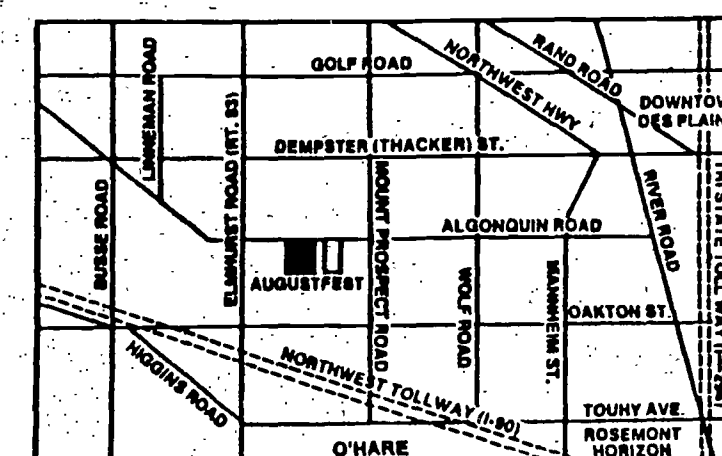 GOLF ROAD
NORTHWEST HWY
RAND ROAD
LINNEMAN ROAD
DOWNTOW
DES PLAIN
DEMPSTER (THACKER) ST.
ELMHURST ROAD (RT. 83)
BUSSE ROAD
MOUNT PROSPECT ROAD
RIVER ROAD
ALGONQUIN ROAD
AUGUSTFEST
WOLF ROAD
MANNHEIM ST.
OAKTON ST.
HIGGINS ROAD
NORTHWEST TOLLWAY (I-90)
TOUHY AVE.
ROSEMONT
HORIZON
O'HARE